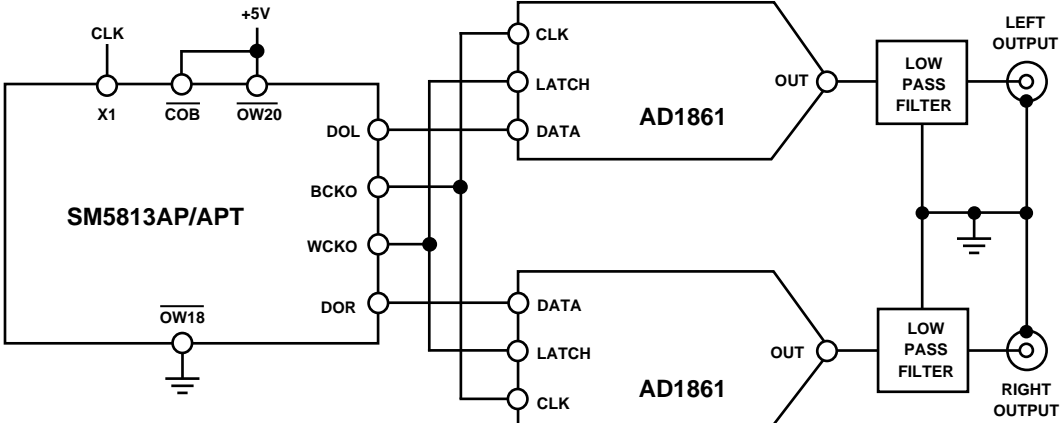 +5V
CLK
X1
COB
OW20
SM5813AP/APT
DOL
BCKO
WCKO
DOR
OW18
CLK
LATCH
DATA
AD1861
OUT
LOW
PASS
FILTER
LEFT
OUTPUT
DATA
LATCH
CLK
AD1861
OUT
LOW
PASS
FILTER
RIGHT
OUTPUT